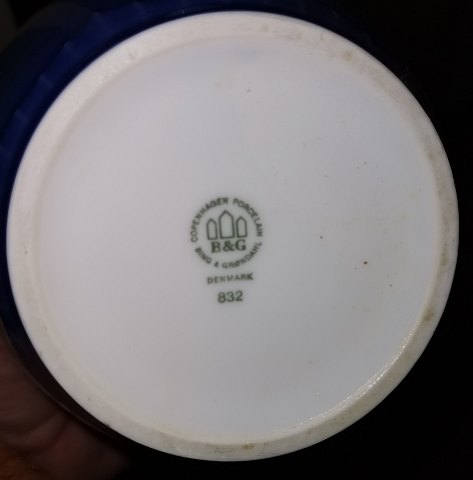 COPENHAGEN PORCELAIN
B&G
BING & GRØNDAHL
DENMARK
832